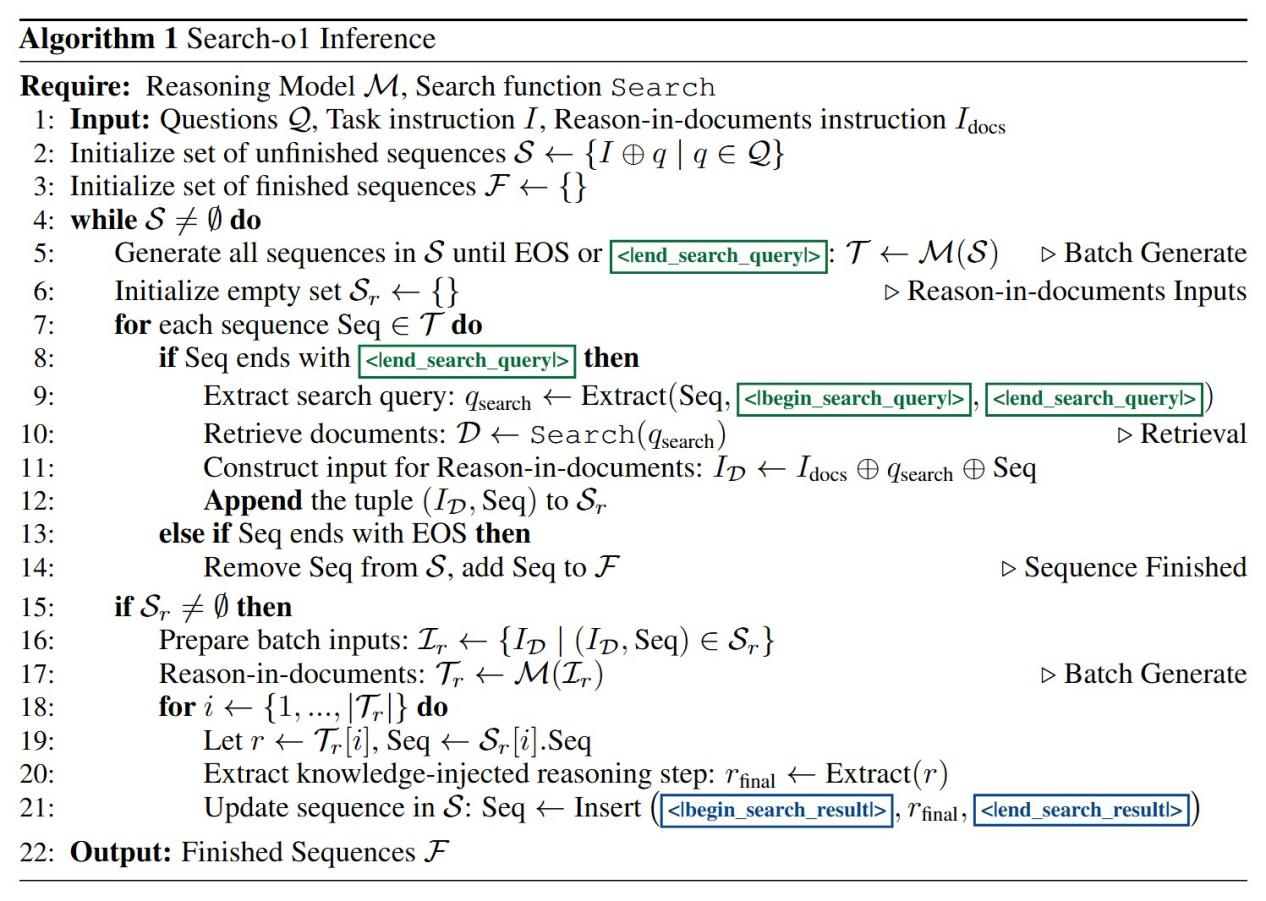 Algorithm 1 Search-o1 Inference
Require: Reasoning Model ℳ, Search function Search
1: Input: Questions 𝒬, Task instruction I, Reason-in-documents instruction I_docs
2: Initialize set of unfinished sequences 𝒮 ← {I ⊕ q | q ∈ 𝒬}
3: Initialize set of finished sequences ℱ ← {}
4: while 𝒮 ≠ ∅ do
5: Generate all sequences in 𝒮 until EOS or <|end_search_query|>: 𝒯 ← ℳ(𝒮) ▷ Batch Generate
6: Initialize empty set 𝒮_r ← {} ▷ Reason-in-documents Inputs
7: for each sequence Seq ∈ 𝒯 do
8: if Seq ends with <|end_search_query|> then
9: Extract search query: q_search ← Extract(Seq, <|begin_search_query|>, <|end_search_query|>)
10: Retrieve documents: 𝒟 ← Search(q_search) ▷ Retrieval
11: Construct input for Reason-in-documents: I_𝒟 ← I_docs ⊕ q_search ⊕ Seq
12: Append the tuple (I_𝒟, Seq) to 𝒮_r
13: else if Seq ends with EOS then
14: Remove Seq from 𝒮, add Seq to ℱ ▷ Sequence Finished
15: if 𝒮_r ≠ ∅ then
16: Prepare batch inputs: ℐ_r ← {I_𝒟 | (I_𝒟, Seq) ∈ 𝒮_r}
17: Reason-in-documents: 𝒯_r ← ℳ(ℐ_r) ▷ Batch Generate
18: for i ← {1, ..., |𝒯_r|} do
19: Let r ← 𝒯_r[i], Seq ← 𝒮_r[i].Seq
20: Extract knowledge-injected reasoning step: r_final ← Extract(r)
21: Update sequence in 𝒮: Seq ← Insert (<|begin_search_result|>, r_final, <|end_search_result|>)
22: Output: Finished Sequences ℱ